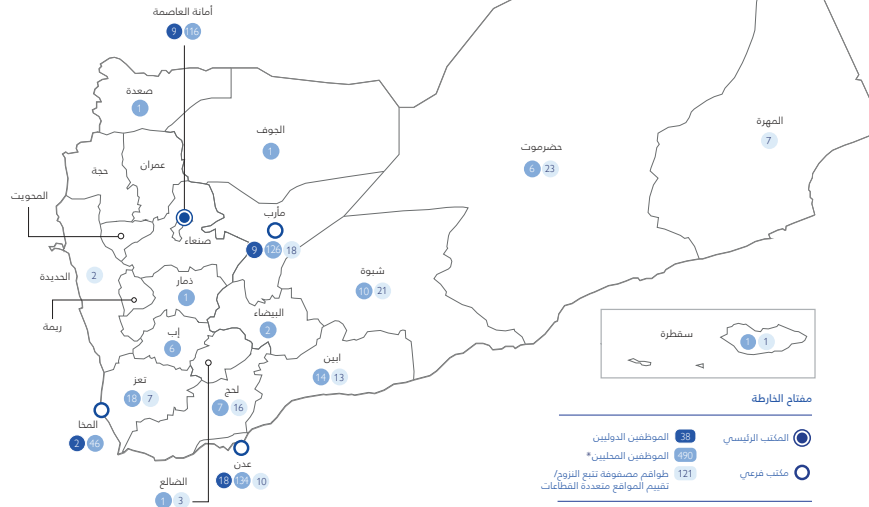 أمانة العاصمة
9 116
صعدة
1
الجوف
1
المهرة
7
حضرموت
6 23
عمران
حجة
المحويت
صنعاء
مأرب
9 126 18
الحديدة
2
ذمار
1
شبوة
10 21
ريمة
البيضاء
2
إب
6
سقطرة
1 1
ابين
14 13
تعز
18 7
لحج
7 16
المخا
2 46
عدن
18 134 10
الضالع
1 3
مفتاح الخارطة
المكتب الرئيسي
مكتب فرعي
38 الموظفين الدوليين
490 الموظفين المحليين*
121 طواقم مصفوفة تتبع النزوح/
تقييم المواقع متعددة القطاعات